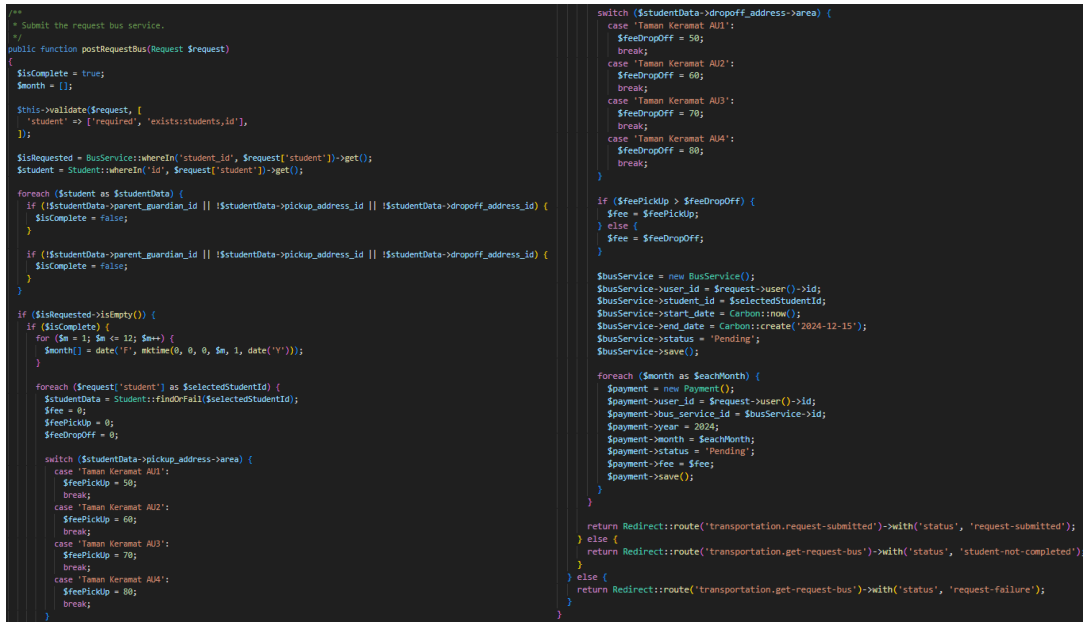 /**
 * Submit the request bus service.
 */
public function postRequestBus(Request $request)
{
  $isComplete = true;
  $month = [];

  $this->validate($request, [
    'student' => ['required', 'exists:students,id'],
  ]);

  $isRequested = BusService::whereIn('student_id', $request['student'])->get();
  $student = Student::whereIn('id', $request['student'])->get();

  foreach ($student as $studentData) {
    if (!$studentData->parent_guardian_id || !$studentData->pickup_address_id || !$studentData->dropoff_address_id) {
      $isComplete = false;
    }

    if (!$studentData->parent_guardian_id || !$studentData->pickup_address_id || !$studentData->dropoff_address_id) {
      $isComplete = false;
    }
  }

  if ($isRequested->isEmpty()) {
    if ($isComplete) {
      for ($m = 1; $m <= 12; $m++) {
        $month[] = date('F', mktime(0, 0, 0, $m, 1, date('Y')));
      }

      foreach ($request['student'] as $selectedStudentId) {
        $studentData = Student::findOrFail($selectedStudentId);
        $fee = 0;
        $feePickUp = 0;
        $feeDropOff = 0;

        switch ($studentData->pickup_address->area) {
          case 'Taman Keramat AU1':
            $feePickUp = 50;
            break;
          case 'Taman Keramat AU2':
            $feePickUp = 60;
            break;
          case 'Taman Keramat AU3':
            $feePickUp = 70;
            break;
          case 'Taman Keramat AU4':
            $feePickUp = 80;
            break;
        }
        switch ($studentData->dropoff_address->area) {
          case 'Taman Keramat AU1':
            $feeDropOff = 50;
            break;
          case 'Taman Keramat AU2':
            $feeDropOff = 60;
            break;
          case 'Taman Keramat AU3':
            $feeDropOff = 70;
            break;
          case 'Taman Keramat AU4':
            $feeDropOff = 80;
            break;
        }

        if ($feePickUp > $feeDropOff) {
          $fee = $feePickUp;
        } else {
          $fee = $feeDropOff;
        }

        $busService = new BusService();
        $busService->user_id = $request->user()->id;
        $busService->student_id = $selectedStudentId;
        $busService->start_date = Carbon::now();
        $busService->end_date = Carbon::create('2024-12-15');
        $busService->status = 'Pending';
        $busService->save();

        foreach ($month as $eachMonth) {
          $payment = new Payment();
          $payment->user_id = $request->user()->id;
          $payment->bus_service_id = $busService->id;
          $payment->year = 2024;
          $payment->month = $eachMonth;
          $payment->status = 'Pending';
          $payment->fee = $fee;
          $payment->save();
        }
      }

      return Redirect::route('transportation.request-submitted')->with('status', 'request-submitted');
    } else {
      return Redirect::route('transportation.get-request-bus')->with('status', 'student-not-completed');
    }
  } else {
    return Redirect::route('transportation.get-request-bus')->with('status', 'request-failure');
  }
}